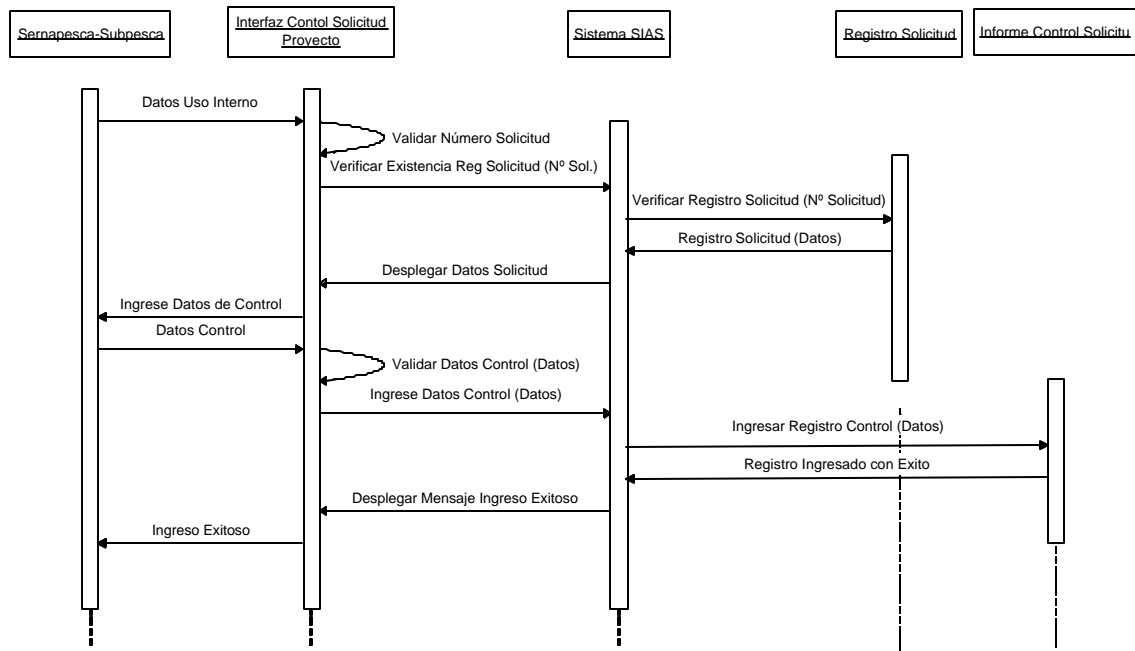 Sernapesca-Subpesca
Interfaz Contol Solicitud
Proyecto
Sistema SIAS
Registro Solicitud
Informe Control Solicitu
Datos Uso Interno
Validar Número Solicitud
Verificar Existencia Reg Solicitud (Nº Sol.)
Verificar Registro Solicitud (Nº Solicitud)
Registro Solicitud (Datos)
Desplegar Datos Solicitud
Ingrese Datos de Control
Datos Control
Validar Datos Control (Datos)
Ingrese Datos Control (Datos)
Ingresar Registro Control (Datos)
Registro Ingresado con Exito
Desplegar Mensaje Ingreso Exitoso
Ingreso Exitoso